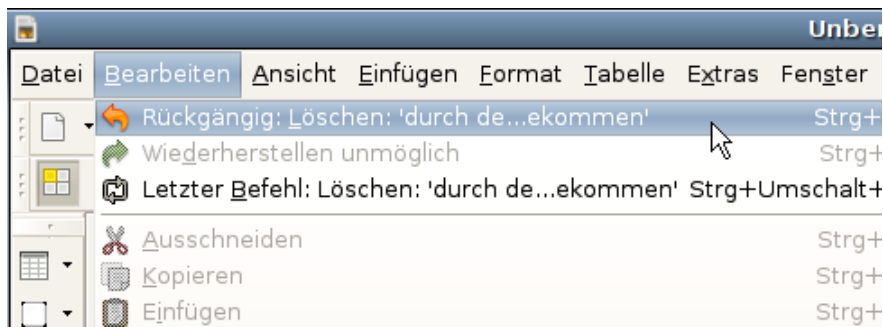 Unber
Datei Bearbeiten Ansicht Einfügen Format Tabelle Extras Fenster
Rückgängig: Löschen: 'durch de...ekommen' Strg+
Wiederherstellen unmöglich Strg+
Letzter Befehl: Löschen: 'durch de...ekommen' Strg+Umschalt+
Ausschneiden Strg+
Kopieren Strg+
Einfügen Strg+